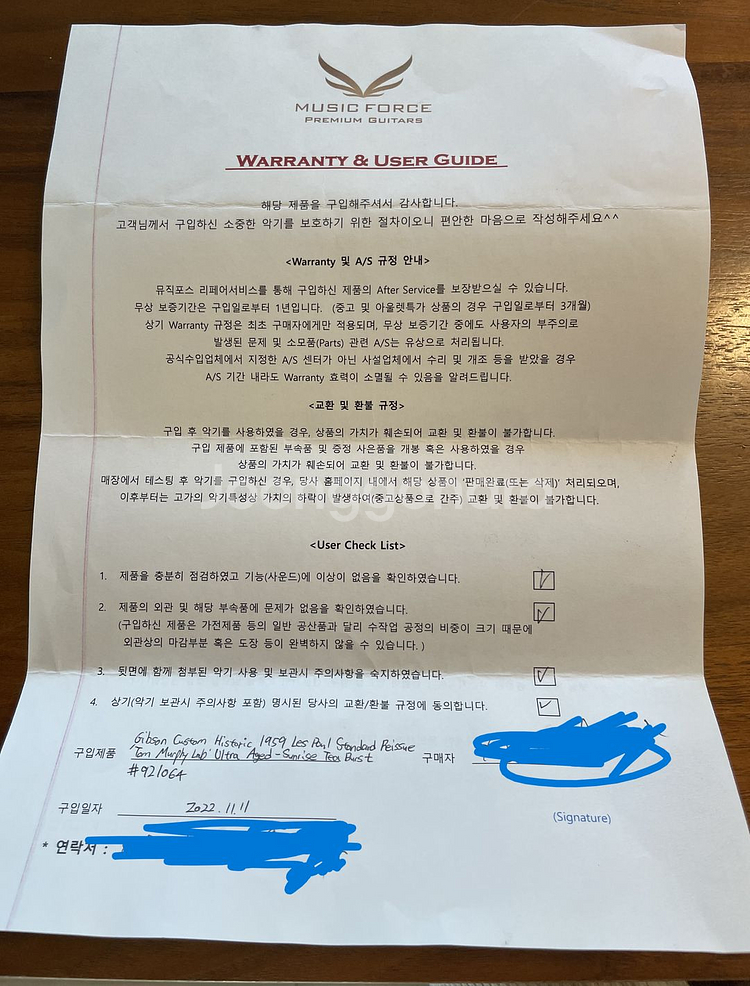 MUSIC FORCE
PREMIUM GUITARS
WARRANTY & USER GUIDE
해당 제품을 구입해주셔서 감사합니다.
고객님께서 구입하신 소중한 악기를 보호하기 위한 절차이오니 편안한 마음으로 작성해주세요^^
<Warranty 및 A/S 규정 안내>
뮤직포스 리페어서비스를 통해 구입하신 제품의 After Service를 보장받으실 수 있습니다.
무상 보증기간은 구입일로부터 1년입니다. (중고 및 아울렛특가 상품의 경우 구입일로부터 3개월)
상기 Warranty 규정은 최초 구매자에게만 적용되며, 무상 보증기간 중에도 사용자의 부주의로
발생된 문제 및 소모품(Parts) 관련 A/S는 유상으로 처리됩니다.
공식수입업체에서 지정한 A/S 센터가 아닌 사설업체에서 수리 및 개조 등을 받았을 경우
A/S 기간 내라도 Warranty 효력이 소멸될 수 있음을 알려드립니다.
<교환 및 환불 규정>
구입 후 악기를 사용하였을 경우, 상품의 가치가 훼손되어 교환 및 환불이 불가합니다.
구입 제품에 포함된 부속품 및 증정 사은품을 개봉 혹은 사용하였을 경우
상품의 가치가 훼손되어 교환 및 환불이 불가합니다.
매장에서 테스팅 후 악기를 구입하신 경우, 당사 홈페이지 내에서 해당 상품이 '판매완료(또는 삭제)' 처리되오며,
이후부터는 고가의 악기특성상 가치의 하락이 발생하여(중고상품으로 간주) 교환 및 환불이 불가합니다.
<User Check List>
1. 제품을 충분히 점검하였고 기능(사운드)에 이상이 없음을 확인하였습니다.
2. 제품의 외관 및 해당 부속품에 문제가 없음을 확인하였습니다.
(구입하신 제품은 가전제품 등의 일반 공산품과 달리 수작업 공정의 비중이 크기 때문에
외관상의 마감부분 혹은 도장 등이 완벽하지 않을 수 있습니다. )
3. 뒷면에 함께 첨부된 악기 사용 및 보관시 주의사항을 숙지하였습니다.
4. 상기(악기 보관시 주의사항 포함) 명시된 당사의 교환/환불 규정에 동의합니다.
구입제품 Gibson Custom Historic 1959 Les Paul Standard Reissue 구매자
'Tom Murphy Lab' Ultra Aged - Sunrise Tea Burst
#921064
구입일자 2022.11.11
(Signature)
* 연락처 :